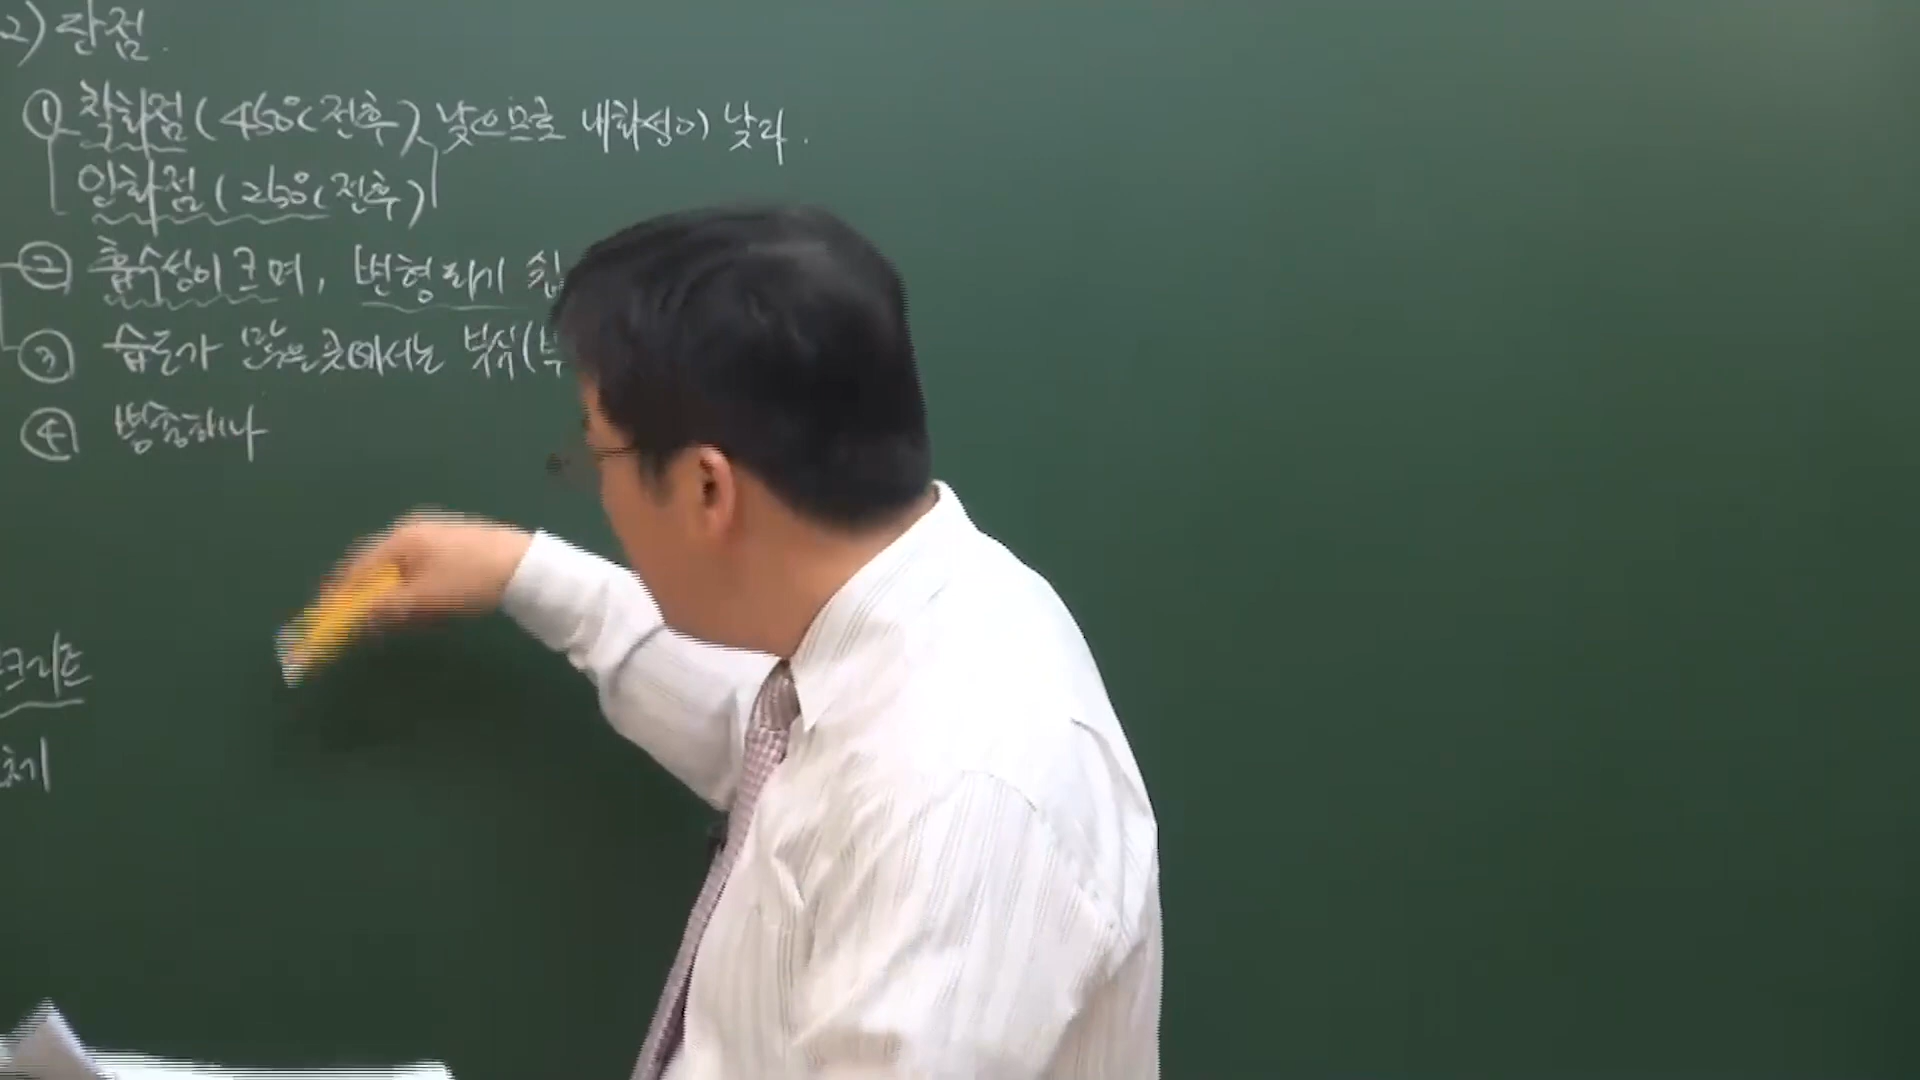 2) 단점.
① 착화점(450℃ 전후) 낮으므로 내화성이 낮다.
인화점(250℃ 전후)
② 흡수성이 크며, 변형되기 쉽
③ 습도가 많은 곳에서는 부식(부
④ 병충해나
크리트